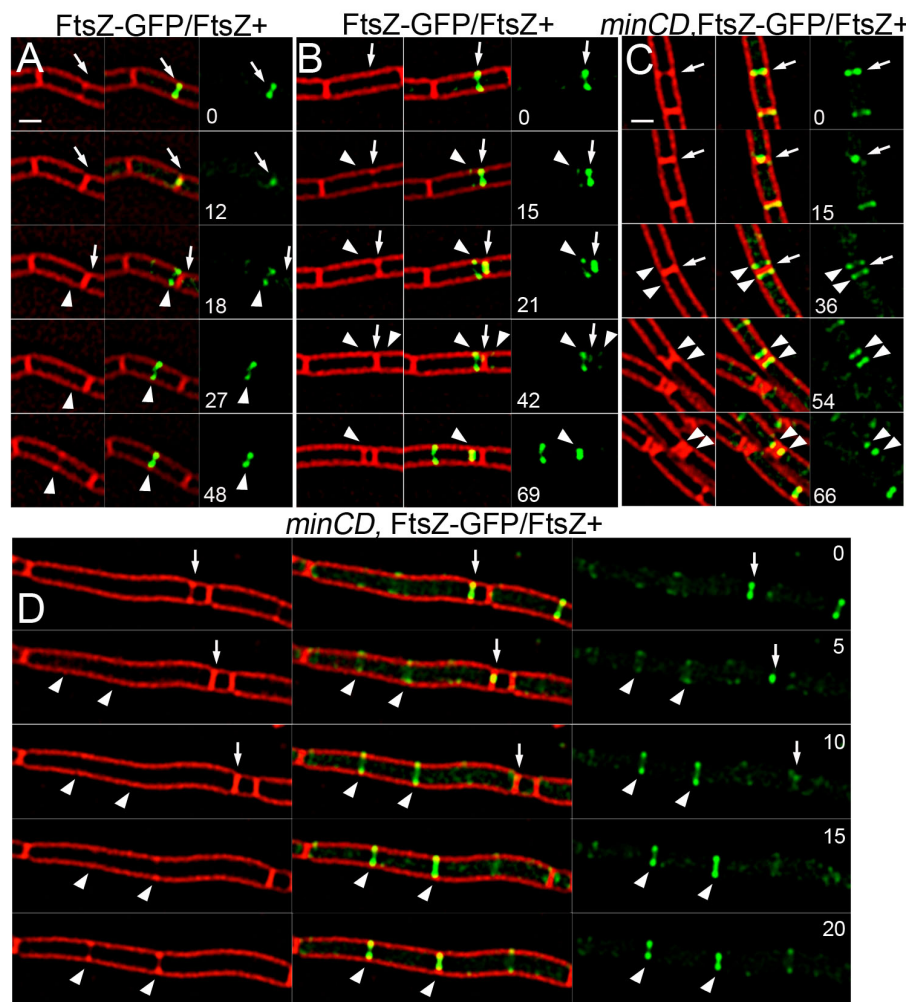 FtsZ-GFP/FtsZ+
FtsZ-GFP/FtsZ+
minCD,FtsZ-GFP/FtsZ+
A
0
12
18
27
48
B
0
15
21
42
69
C
0
15
36
54
66
minCD, FtsZ-GFP/FtsZ+
D
0
5
10
15
20